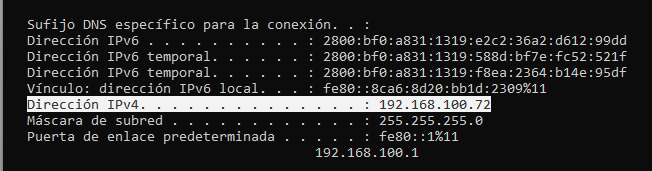 Sufijo DNS específico para la conexión. . :
Dirección IPv6 . . . . . . . . . . : 2800:bf0:a831:1319:e2c2:36a2:d612:99dd
Dirección IPv6 temporal. . . . . . : 2800:bf0:a831:1319:588d:bf7e:fc52:521f
Dirección IPv6 temporal. . . . . . : 2800:bf0:a831:1319:f8ea:2364:b14e:95df
Vínculo: dirección IPv6 local. . . : fe80::8ca6:8d20:bb1d:2309%11
Dirección IPv4. . . . . . . . . . . . . . : 192.168.100.72
Máscara de subred . . . . . . . . . . . . : 255.255.255.0
Puerta de enlace predeterminada . . . . . : fe80::1%11
192.168.100.1